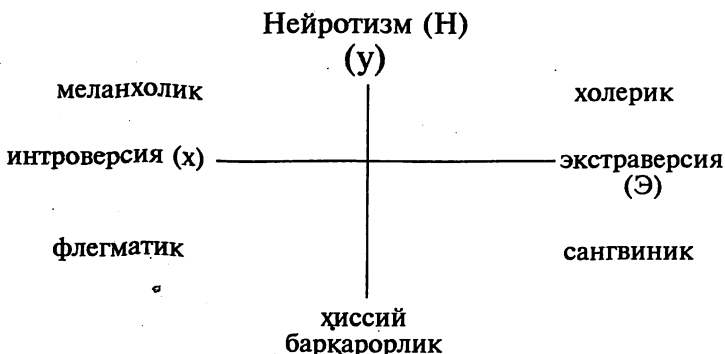 Нейротизм (Н)
(у)
меланхолик
холерик
интроверсия (х)
экстраверсия
(Э)
флегматик
сангвиник
ҳиссий
барқарорлик